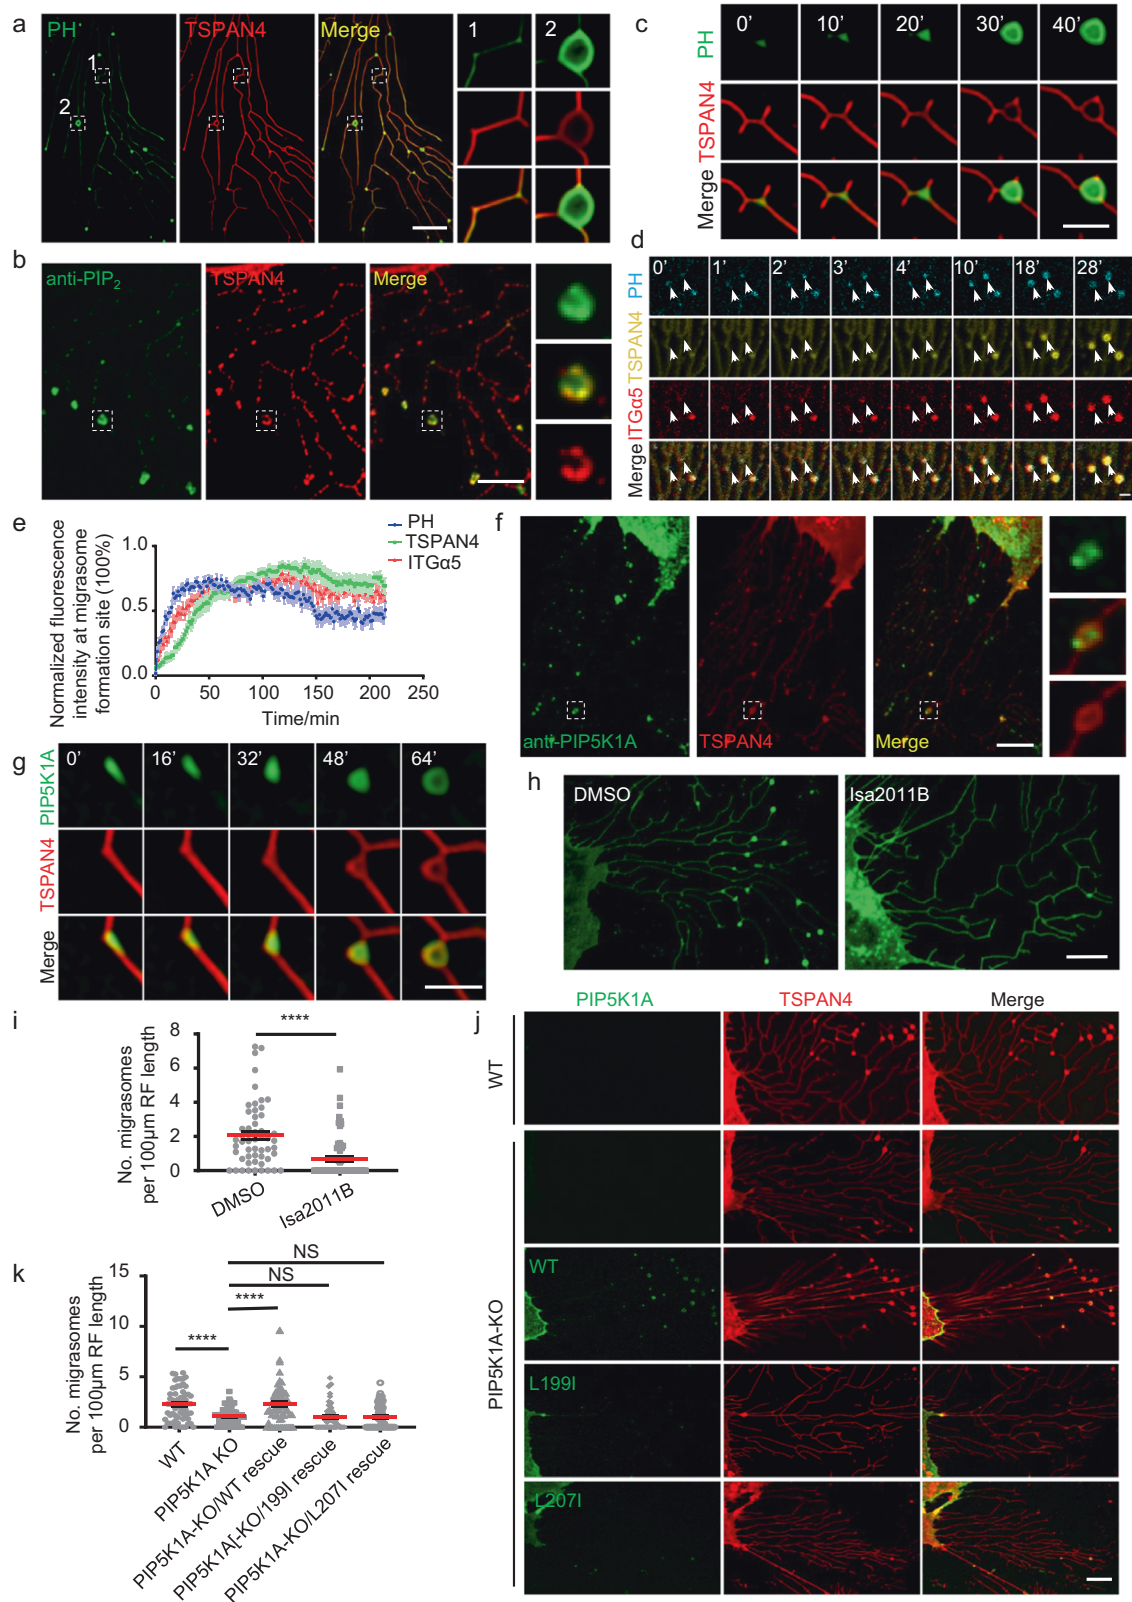 a
PH
TSPAN4
Merge
1
2
1
2
b
anti-PIP2
TSPAN4
Merge
c
0’ 10’ 20’ 30’ 40’
PH
TSPAN4
Merge
d
0’ 1’ 2’ 3’ 4’ 10’ 18’ 28’
PH
TSPAN4
ITGα5
Merge
e
PH
TSPAN4
ITGα5
Normalized fluorescence
intensity at migrasome
formation site (100%)
1.0
0.5
0.0
0 50 100 150 200 250
Time/min
f
anti-PIP5K1A
TSPAN4
Merge
g
0’ 16’ 32’ 48’ 64’
PIP5K1A
TSPAN4
Merge
h
DMSO
Isa2011B
i
****
No. migrasomes
per 100μm RF length
8
6
4
2
0
DMSO
Isa2011B
j
PIP5K1A
TSPAN4
Merge
WT
PIP5K1A-KO
WT
L199I
L207I
k
NS
NS
****
****
No. migrasomes
per 100μm RF length
15
10
5
0
WT
PIP5K1A KO
PIP5K1A-KO/WT rescue
PIP5K1A[-KO/199I rescue
PIP5K1A-KO/L207I rescue